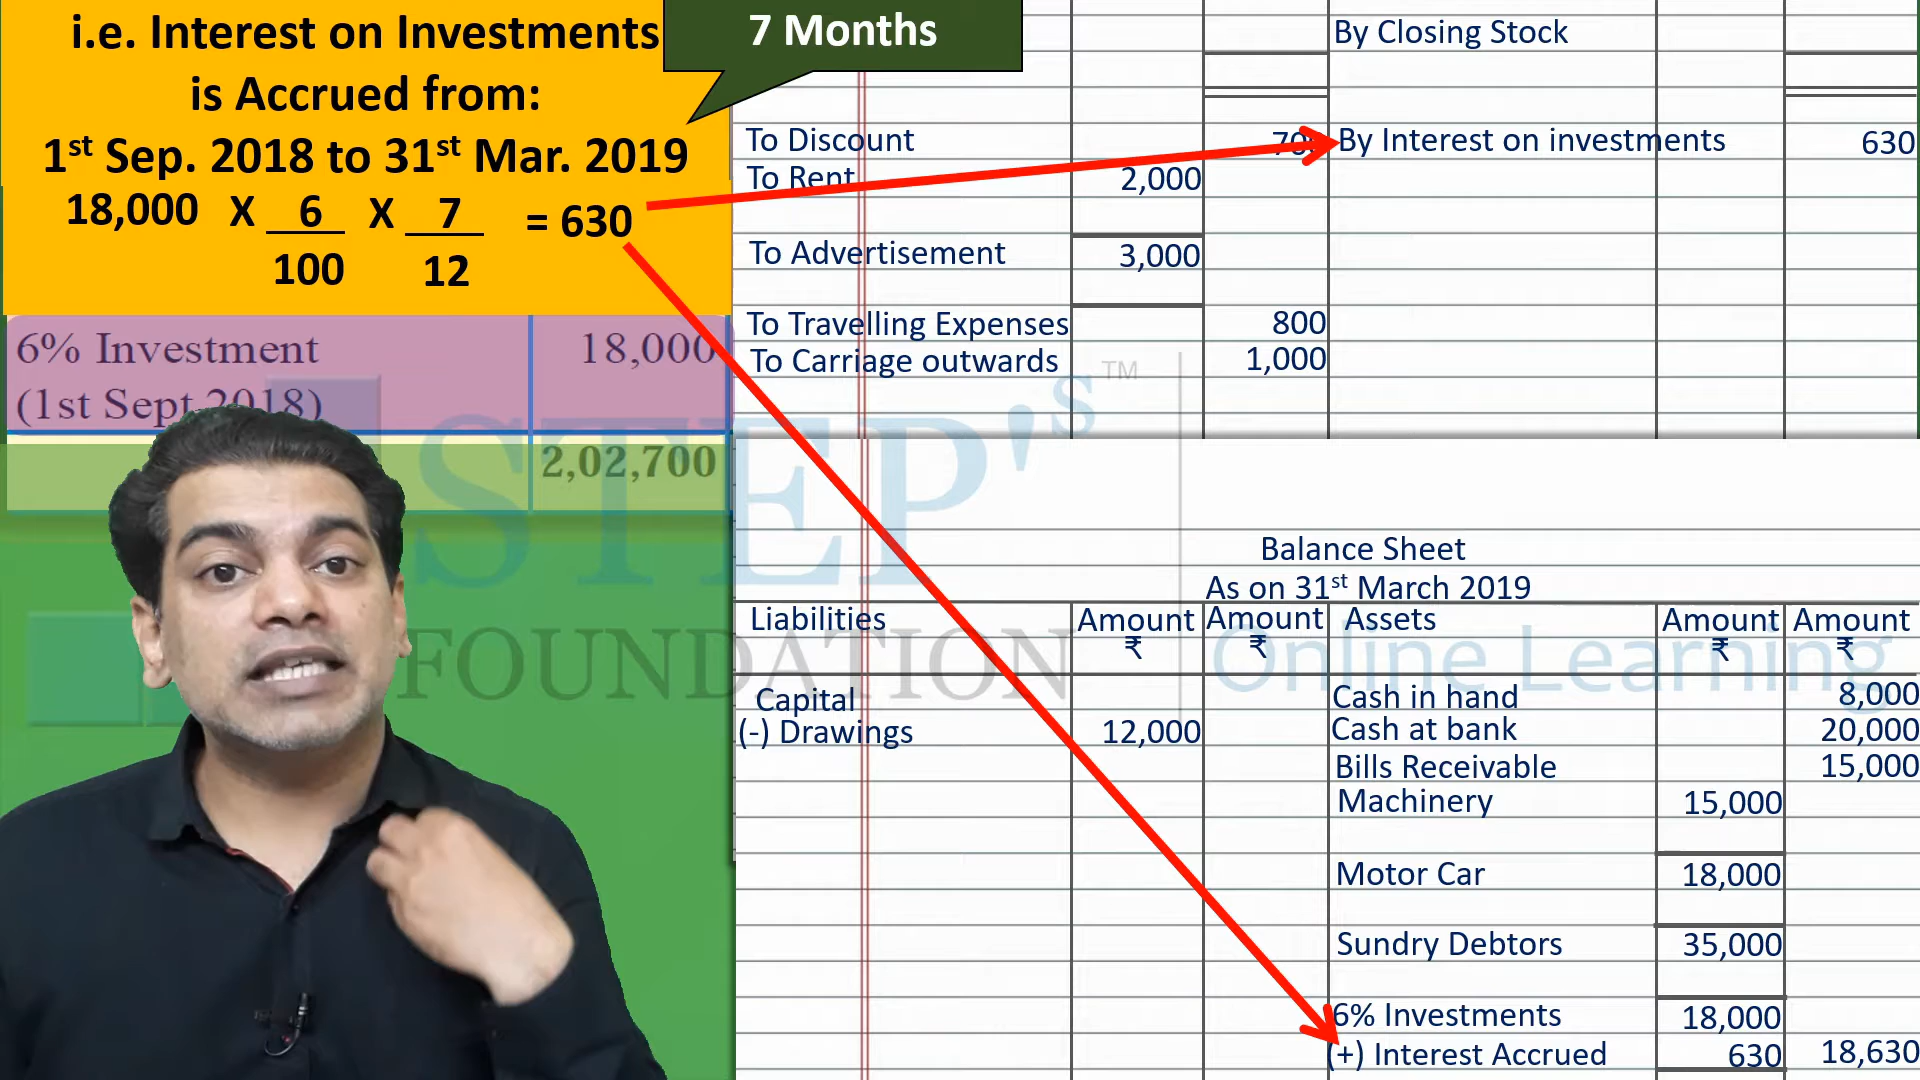 i.e. Interest on Investments
is Accrued from:
1st Sep. 2018 to 31st Mar. 2019
18,000 X 6 X 7 = 630
100 12
7 Months
6% Investment 18,000
(1st Sept 2018)
2,02,700
By Closing Stock
To Discount By Interest on investments 630
To Rent 2,000
To Advertisement 3,000
To Travelling Expenses 800
To Carriage outwards 1,000
STEP's ™
FOUNDATION
Online Learning
Balance Sheet
As on 31st March 2019
Liabilities Amount Amount Assets Amount Amount
₹ ₹ ₹ ₹
Capital Cash in hand 8,000
(-) Drawings 12,000 Cash at bank 20,000
Bills Receivable 15,000
Machinery 15,000
Motor Car 18,000
Sundry Debtors 35,000
6% Investments 18,000
(+) Interest Accrued 630 18,630